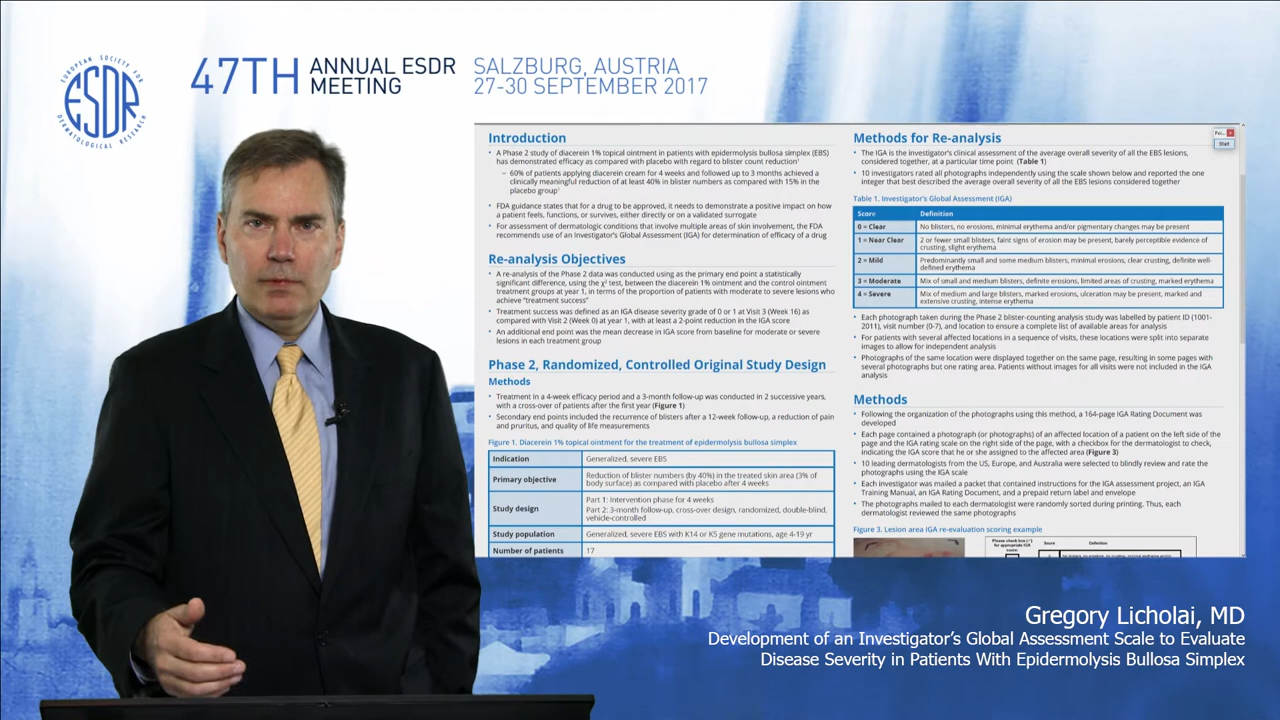 EUROPEAN SOCIETY FOR
ESDR
DERMATOLOGICAL RESEARCH
47TH
ANNUAL ESDR
MEETING
SALZBURG, AUSTRIA
27-30 SEPTEMBER 2017
Introduction
• A Phase 2 study of diacerein 1% topical ointment in patients with epidermolysis bullosa simplex (EBS)
has demonstrated efficacy as compared with placebo with regard to blister count reduction¹
– 60% of patients applying diacerein cream for 4 weeks and followed up to 3 months achieved a
clinically meaningful reduction of at least 40% in blister numbers as compared with 15% in the
placebo group¹
• FDA guidance states that for a drug to be approved, it needs to demonstrate a positive impact on how
a patient feels, functions, or survives, either directly or on a validated surrogate
• For assessment of dermatologic conditions that involve multiple areas of skin involvement, the FDA
recommends use of an Investigator's Global Assessment (IGA) for determination of efficacy of a drug
Re-analysis Objectives
• A re-analysis of the Phase 2 data was conducted using as the primary end point a statistically
significant difference, using the χ² test, between the diacerein 1% ointment and the control ointment
treatment groups at year 1, in terms of the proportion of patients with moderate to severe lesions who
achieve "treatment success"
• Treatment success was defined as an IGA disease severity grade of 0 or 1 at Visit 3 (Week 16) as
compared with Visit 2 (Week 0) at year 1, with at least a 2-point reduction in the IGA score
• An additional end point was the mean decrease in IGA score from baseline for moderate or severe
lesions in each treatment group
Phase 2, Randomized, Controlled Original Study Design
Methods
• Treatment in a 4-week efficacy period and a 3-month follow-up was conducted in 2 successive years,
with a cross-over of patients after the first year (Figure 1)
• Secondary end points included the recurrence of blisters after a 12-week follow-up, a reduction of pain
and pruritus, and quality of life measurements
Figure 1. Diacerein 1% topical ointment for the treatment of epidermolysis bullosa simplex
Indication Generalized, severe EBS
Primary objective Reduction of blister numbers (by 40%) in the treated skin area (3% of
body surface) as compared with placebo after 4 weeks
Study design Part 1: Intervention phase for 4 weeks
Part 2: 3-month follow-up, cross-over design, randomized, double-blind,
vehicle-controlled
Study population Generalized, severe EBS with K14 or K5 gene mutations, age 4-19 yr
Number of patients 17
Methods for Re-analysis
• The IGA is the investigator's clinical assessment of the average overall severity of all the EBS lesions,
considered together, at a particular time point (Table 1)
• 10 investigators rated all photographs independently using the scale shown below and reported the one
integer that best described the average overall severity of all the EBS lesions considered together
Table 1. Investigator's Global Assessment (IGA)
Score Definition
0 = Clear No blisters, no erosions, minimal erythema and/or pigmentary changes may be present
1 = Near Clear 2 or fewer small blisters, faint signs of erosion may be present, barely perceptible evidence of
crusting, slight erythema
2 = Mild Predominantly small and some medium blisters, minimal erosions, clear crusting, definite well-
defined erythema
3 = Moderate Mix of small and medium blisters, definite erosions, limited areas of crusting, marked erythema
4 = Severe Mix of medium and large blisters, marked erosions, ulceration may be present, marked and
extensive crusting, intense erythema
• Each photograph taken during the Phase 2 blister-counting analysis study was labelled by patient ID (1001-
2011), visit number (0-7), and location to ensure a complete list of available areas for analysis
• For patients with several affected locations in a sequence of visits, these locations were split into separate
images to allow for independent analysis
• Photographs of the same location were displayed together on the same page, resulting in some pages with
several photographs but one rating area. Patients without images for all visits were not included in the IGA
analysis
Methods
• Following the organization of the photographs using this method, a 164-page IGA Rating Document was
developed
• Each page contained a photograph (or photographs) of an affected location of a patient on the left side of the
page and the IGA rating scale on the right side of the page, with a checkbox for the dermatologist to check,
indicating the IGA score that he or she assigned to the affected area (Figure 3)
• 10 leading dermatologists from the US, Europe, and Australia were selected to blindly review and rate the
photographs using the IGA scale
• Each investigator was mailed a packet that contained instructions for the IGA assessment project, an IGA
Training Manual, an IGA Rating Document, and a prepaid return label and envelope
• The photographs mailed to each dermatologist were randomly sorted during printing. Thus, each
dermatologist reviewed the same photographs
Figure 3. Lesion area IGA re-evaluation scoring example
Please check box (✓)
for appropriate IGA
score:
Score Definition
Start
Gregory Licholai, MD
Development of an Investigator's Global Assessment Scale to Evaluate
Disease Severity in Patients With Epidermolysis Bullosa Simplex